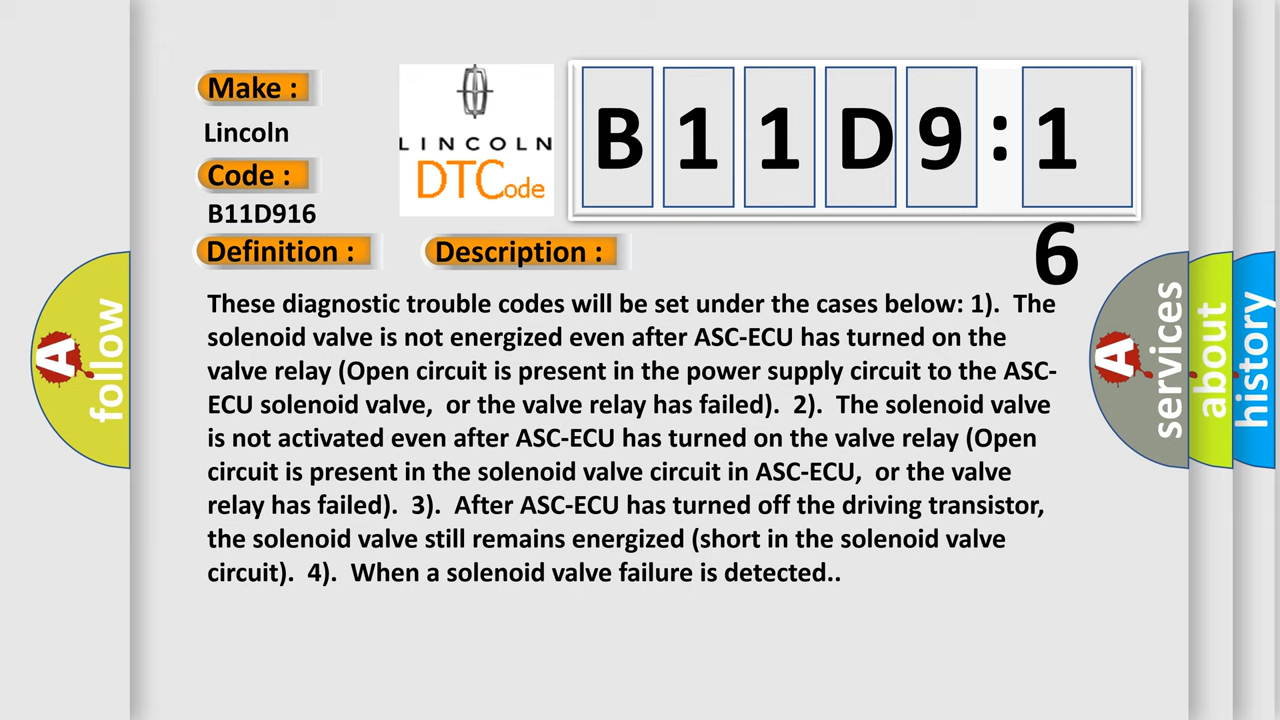 Make :
Lincoln
Code :
B11D916
Definition :
Description :
LINCOLN
DTCode
B11D9:1
6
These diagnostic trouble codes will be set under the cases below: 1). The
solenoid valve is not energized even after ASC-ECU has turned on the
valve relay (Open circuit is present in the power supply circuit to the ASC-
ECU solenoid valve, or the valve relay has failed). 2). The solenoid valve
is not activated even after ASC-ECU has turned on the valve relay (Open
circuit is present in the solenoid valve circuit in ASC-ECU, or the valve
relay has failed). 3). After ASC-ECU has turned off the driving transistor,
the solenoid valve still remains energized (short in the solenoid valve
circuit). 4). When a solenoid valve failure is detected..
A follow
A services
about
history